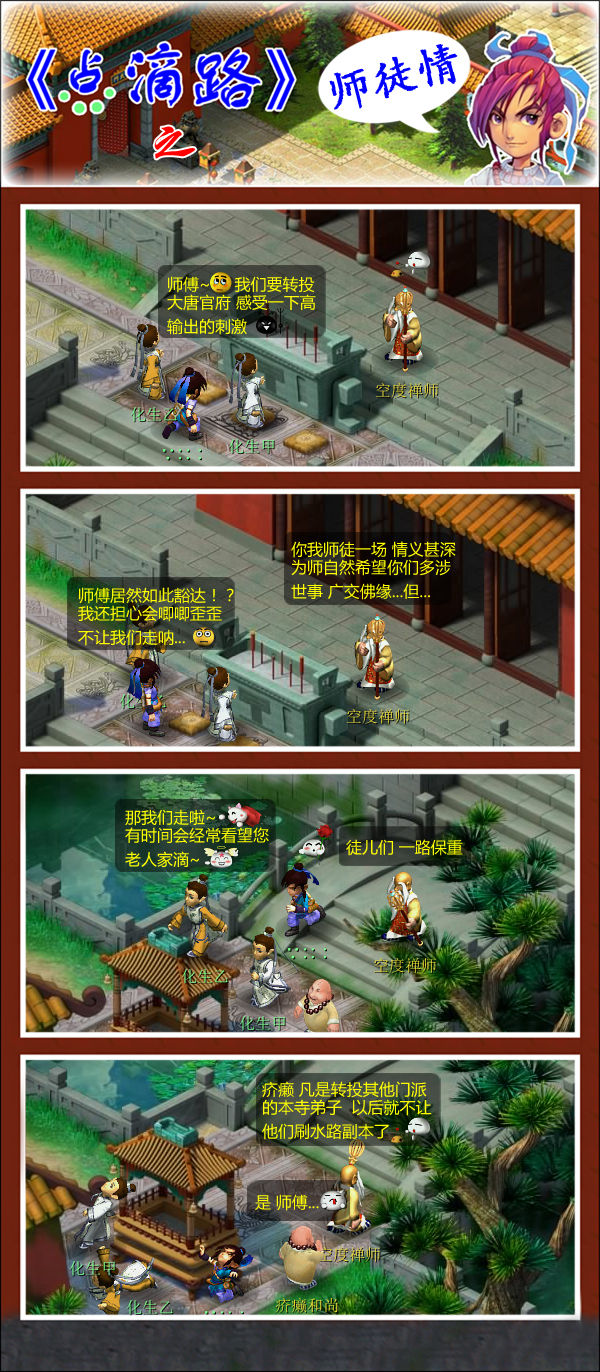 《点滴路》
之
师徒情
师傅~ 我们要转投
大唐官府 感受一下高
输出的刺激
化生乙
化生甲
空度禅师
你我师徒一场 情义甚深
为师自然希望你们多涉
世事 广交佛缘...但...
师傅居然如此豁达！？
我还担心会唧唧歪歪
不让我们走呐...
空度禅师
那我们走啦~
有时间会经常看望您
老人家滴~
徒儿们 一路保重
化生乙
空度禅师
化生甲
疥癞 凡是转投其他门派
的本寺弟子 以后就不让
他们刷水路副本了
是 师傅...
空度禅师
化生甲
化生乙
疥癞和尚